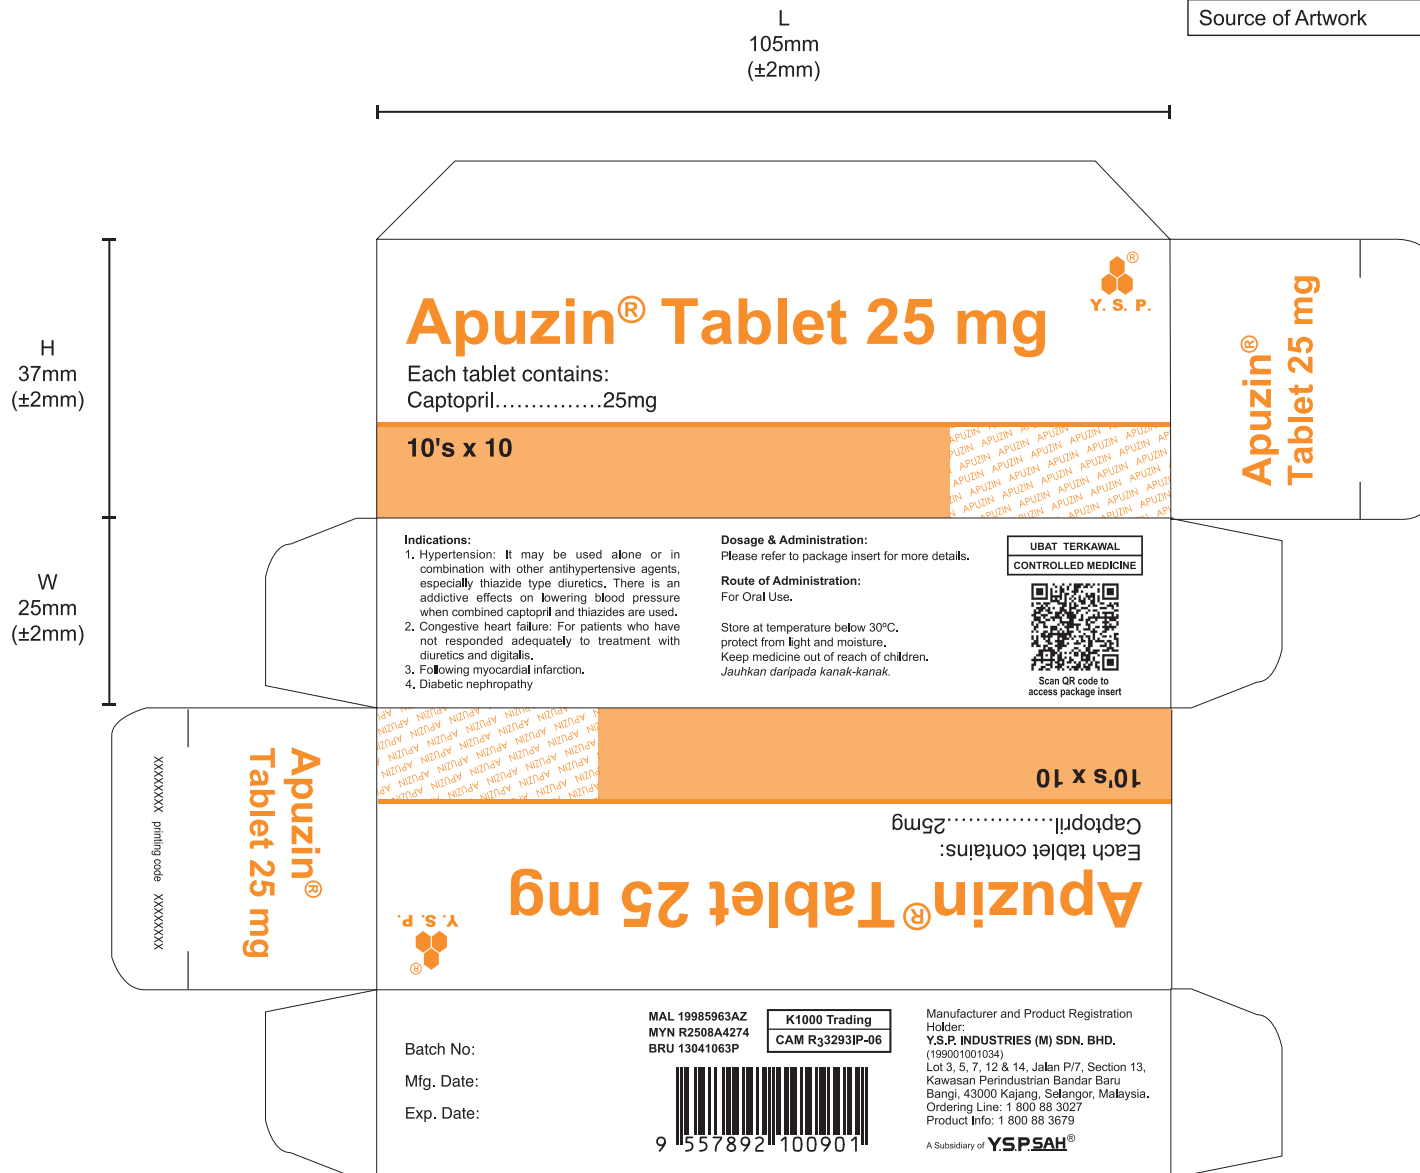 Source of Artwork
L
105mm
(±2mm)
H
37mm
(±2mm)
W
25mm
(±2mm)
Apuzin® Tablet 25 mg
®
Y. S. P.
Each tablet contains:
Captopril...............25mg
10's x 10
APUZIN APUZIN APUZIN APUZIN
Apuzin®
Tablet 25 mg
Indications:
1. Hypertension: It may be used alone or in
combination with other antihypertensive agents,
especially thiazide type diuretics. There is an
addictive effects on lowering blood pressure
when combined captopril and thiazides are used.
2. Congestive heart failure: For patients who have
not responded adequately to treatment with
diuretics and digitalis.
3. Following myocardial infarction.
4. Diabetic nephropathy
Dosage & Administration:
Please refer to package insert for more details.
Route of Administration:
For Oral Use.
Store at temperature below 30ºC.
protect from light and moisture.
Keep medicine out of reach of children.
Jauhkan daripada kanak-kanak.
UBAT TERKAWAL
CONTROLLED MEDICINE
Scan QR code to
access package insert
XXXXXXXX printing code XXXXXXXX
Apuzin®
Tablet 25 mg
APUZIN APUZIN APUZIN APUZIN
10's x 10
Each tablet contains:
Captopril...............25mg
Apuzin® Tablet 25 mg
Y. S. P.
®
Batch No:
Mfg. Date:
Exp. Date:
MAL 19985963AZ
MYN R2508A4274
BRU 13041063P
K1000 Trading
CAM R33293IP-06
9 557892 100901
Manufacturer and Product Registration
Holder:
Y.S.P. INDUSTRIES (M) SDN. BHD.
(199001001034)
Lot 3, 5, 7, 12 & 14, Jalan P/7, Section 13,
Kawasan Perindustrian Bandar Baru
Bangi, 43000 Kajang, Selangor, Malaysia.
Ordering Line: 1 800 88 3027
Product Info: 1 800 88 3679
A Subsidiary of Y.S.P.SAH®